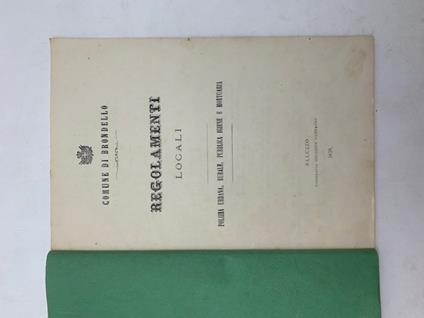 COMUNE DI BRONDELLO
REGOLAMENTI
LOCALI
POLIZIA URBANA, RURALE, PUBBLICA IGIENE E MORTUARIA
SALUZZO